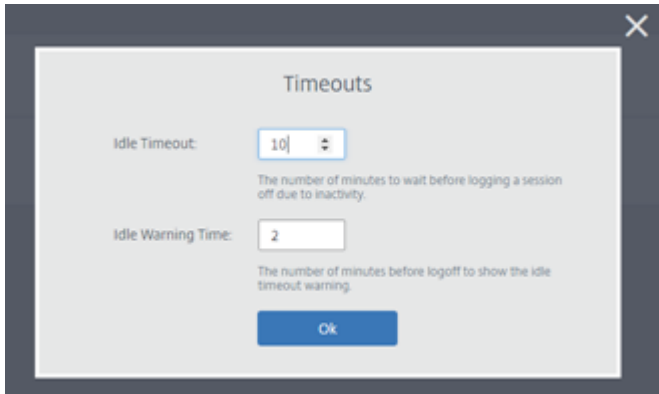 Timeouts
Idle Timeout:
10
The number of minutes to wait before logging a session
off due to inactivity.
Idle Warning Time:
2
The number of minutes before logoff to show the idle
timeout warning.
Ok